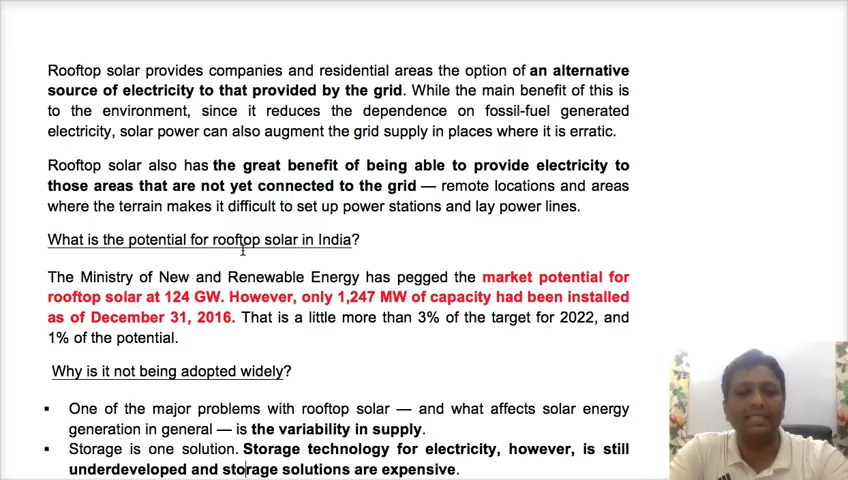 Rooftop solar provides companies and residential areas the option of an alternative
source of electricity to that provided by the grid. While the main benefit of this is
to the environment, since it reduces the dependence on fossil-fuel generated
electricity, solar power can also augment the grid supply in places where it is erratic.
Rooftop solar also has the great benefit of being able to provide electricity to
those areas that are not yet connected to the grid — remote locations and areas
where the terrain makes it difficult to set up power stations and lay power lines.
What is the potential for rooftop solar in India?
The Ministry of New and Renewable Energy has pegged the market potential for
rooftop solar at 124 GW. However, only 1,247 MW of capacity had been installed
as of December 31, 2016. That is a little more than 3% of the target for 2022, and
1% of the potential.
Why is it not being adopted widely?
▪ One of the major problems with rooftop solar — and what affects solar energy
generation in general — is the variability in supply.
▪ Storage is one solution. Storage technology for electricity, however, is still
underdeveloped and storage solutions are expensive.